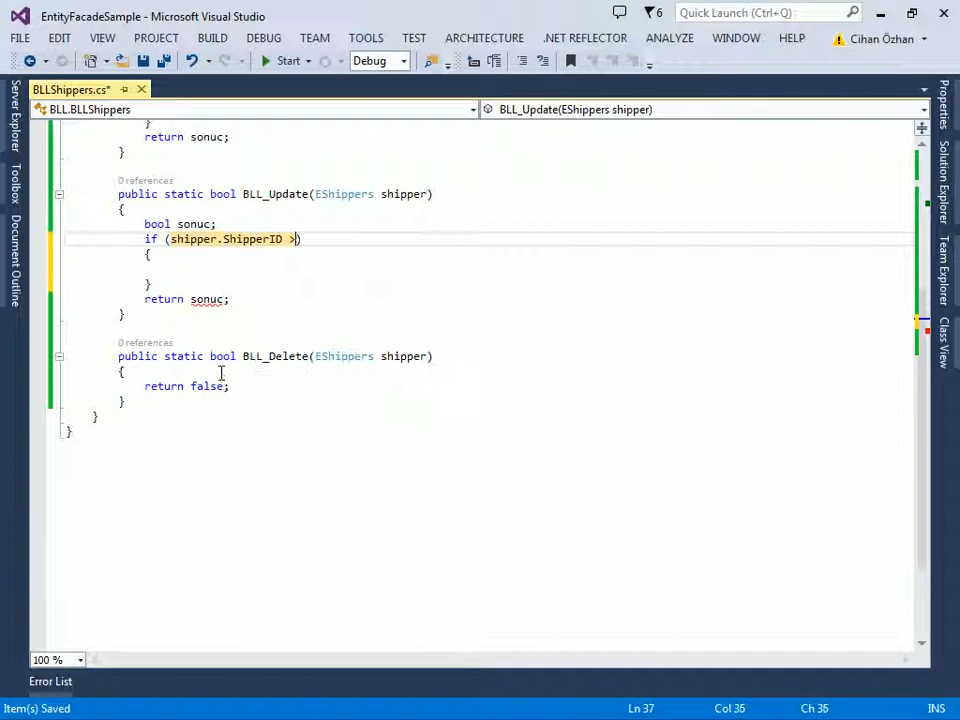 EntityFacadeSample - Microsoft Visual Studio
6
Quick Launch (Ctrl+Q)
FILE EDIT VIEW PROJECT BUILD DEBUG TEAM TOOLS TEST ARCHITECTURE .NET REFLECTOR ANALYZE WINDOW HELP Cihan Özhan
Start Debug
BLLShippers.cs*
BLL.BLLShippers BLL_Update(EShippers shipper)
}
return sonuc;
}
0 references
public static bool BLL_Update(EShippers shipper)
{
bool sonuc;
if (shipper.ShipperID >)
{
}
return sonuc;
}
0 references
public static bool BLL_Delete(EShippers shipper)
{
return false;
}
}
}
Server Explorer
Toolbox
Document Outline
Properties
Solution Explorer
Team Explorer
Class View
100 %
Error List
Item(s) Saved Ln 37 Col 35 Ch 35 INS